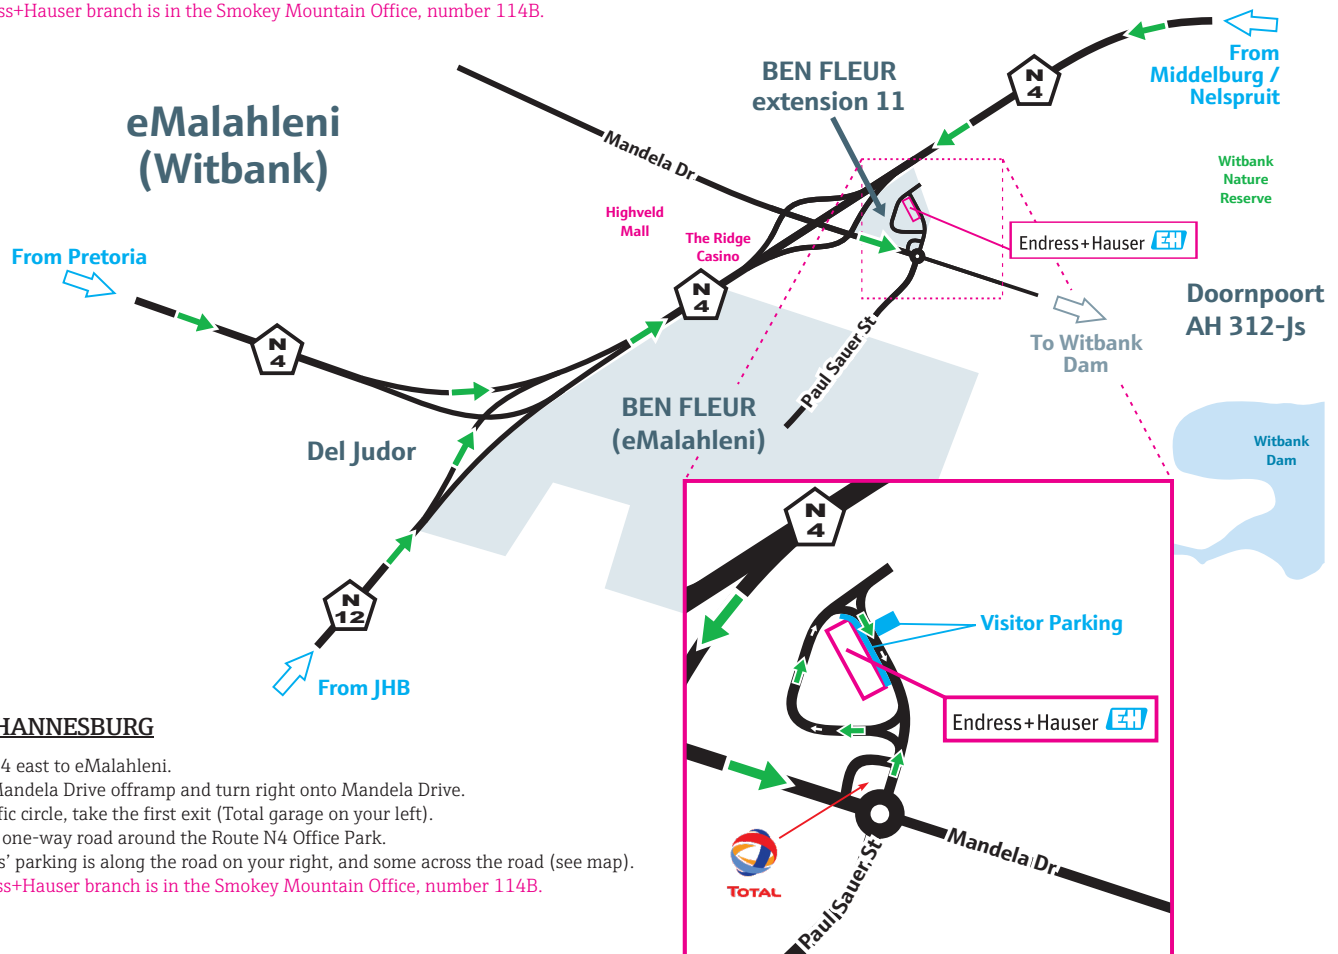 ss+Hauser branch is in the Smokey Mountain Office, number 114B.
eMalahleni
(Witbank)
BEN FLEUR
extension 11
N
4
From
Middelburg /
Nelspruit
Mandela Dr.
Witbank
Nature
Reserve
Highveld
Mall
The Ridge
Casino
Endress+Hauser EH
From Pretoria
N
4
N
4
Doornpoort
AH 312-Js
To Witbank
Dam
Paul Sauer St
BEN FLEUR
(eMalahleni)
Del Judor
Witbank
Dam
N
12
From JHB
N
4
Visitor Parking
Endress+Hauser EH
Mandela Dr.
Paul Sauer St
TOTAL
HANNESBURG
4 east to eMalahleni.
Mandela Drive offramp and turn right onto Mandela Drive.
fic circle, take the first exit (Total garage on your left).
one-way road around the Route N4 Office Park.
s’ parking is along the road on your right, and some across the road (see map).
ss+Hauser branch is in the Smokey Mountain Office, number 114B.